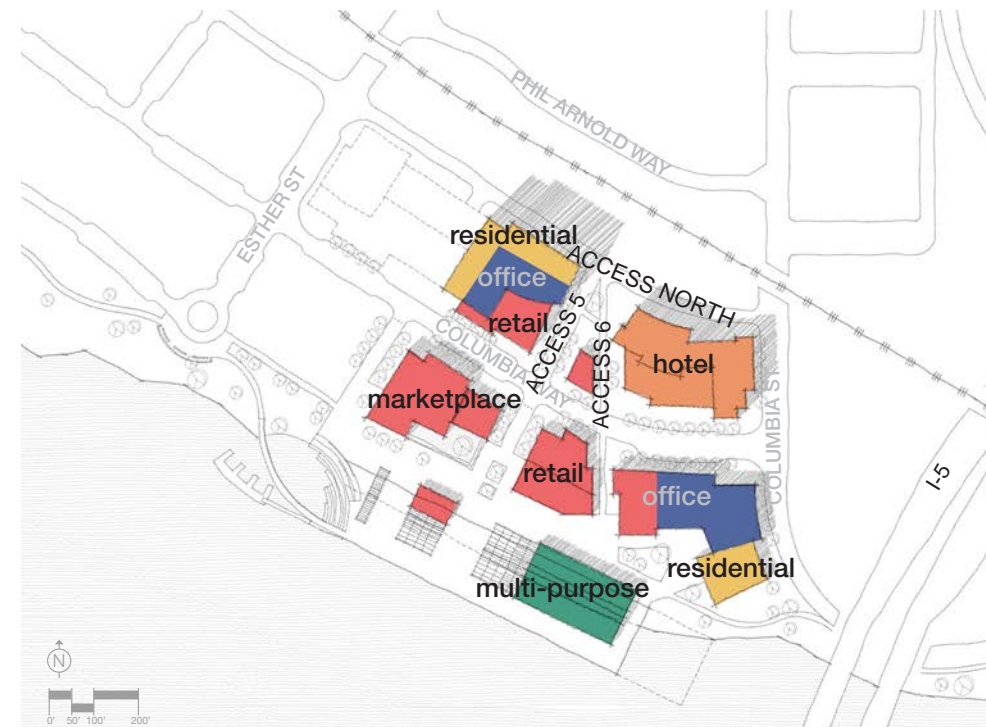 PHIL ARNOLD WAY
ESTHER ST
residential
ACCESS NORTH
office
retail
ACCESS 5
COLUMBIA WAY
ACCESS 6
hotel
marketplace
COLUMBIA ST
retail
office
I-5
residential
multi-purpose
N
0' 50' 100' 200'